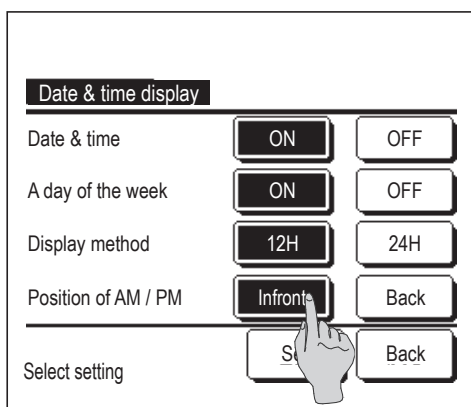 Date & time display
Date & time ON OFF
A day of the week ON OFF
Display method 12H 24H
Position of AM / PM Infront Back
Select setting Back